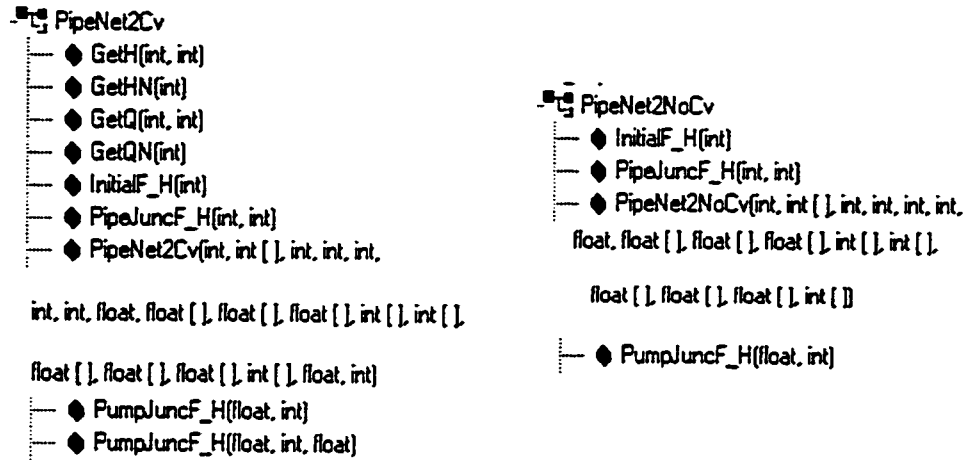 PipeNet2Cv
GetH(int, int)
GetHN(int)
GetQ(int, int)
GetQN(int)
InitialF_H(int)
PipeJuncF_H(int, int)
PipeNet2Cv(int, int [ ], int, int, int,
int, int, float, float [ ], float [ ], float [ ], int [ ], int [ ],
float [ ], float [ ], float [ ], int [ ], float, int)
PumpJuncF_H(float, int)
PumpJuncF_H(float, int, float)
PipeNet2NoCv
InitialF_H(int)
PipeJuncF_H(int, int)
PipeNet2NoCv(int, int [ ], int, int, int, int,
float, float [ ], float [ ], float [ ], int [ ], int [ ],
float [ ], float [ ], float [ ], int [ ])
PumpJuncF_H(float, int)